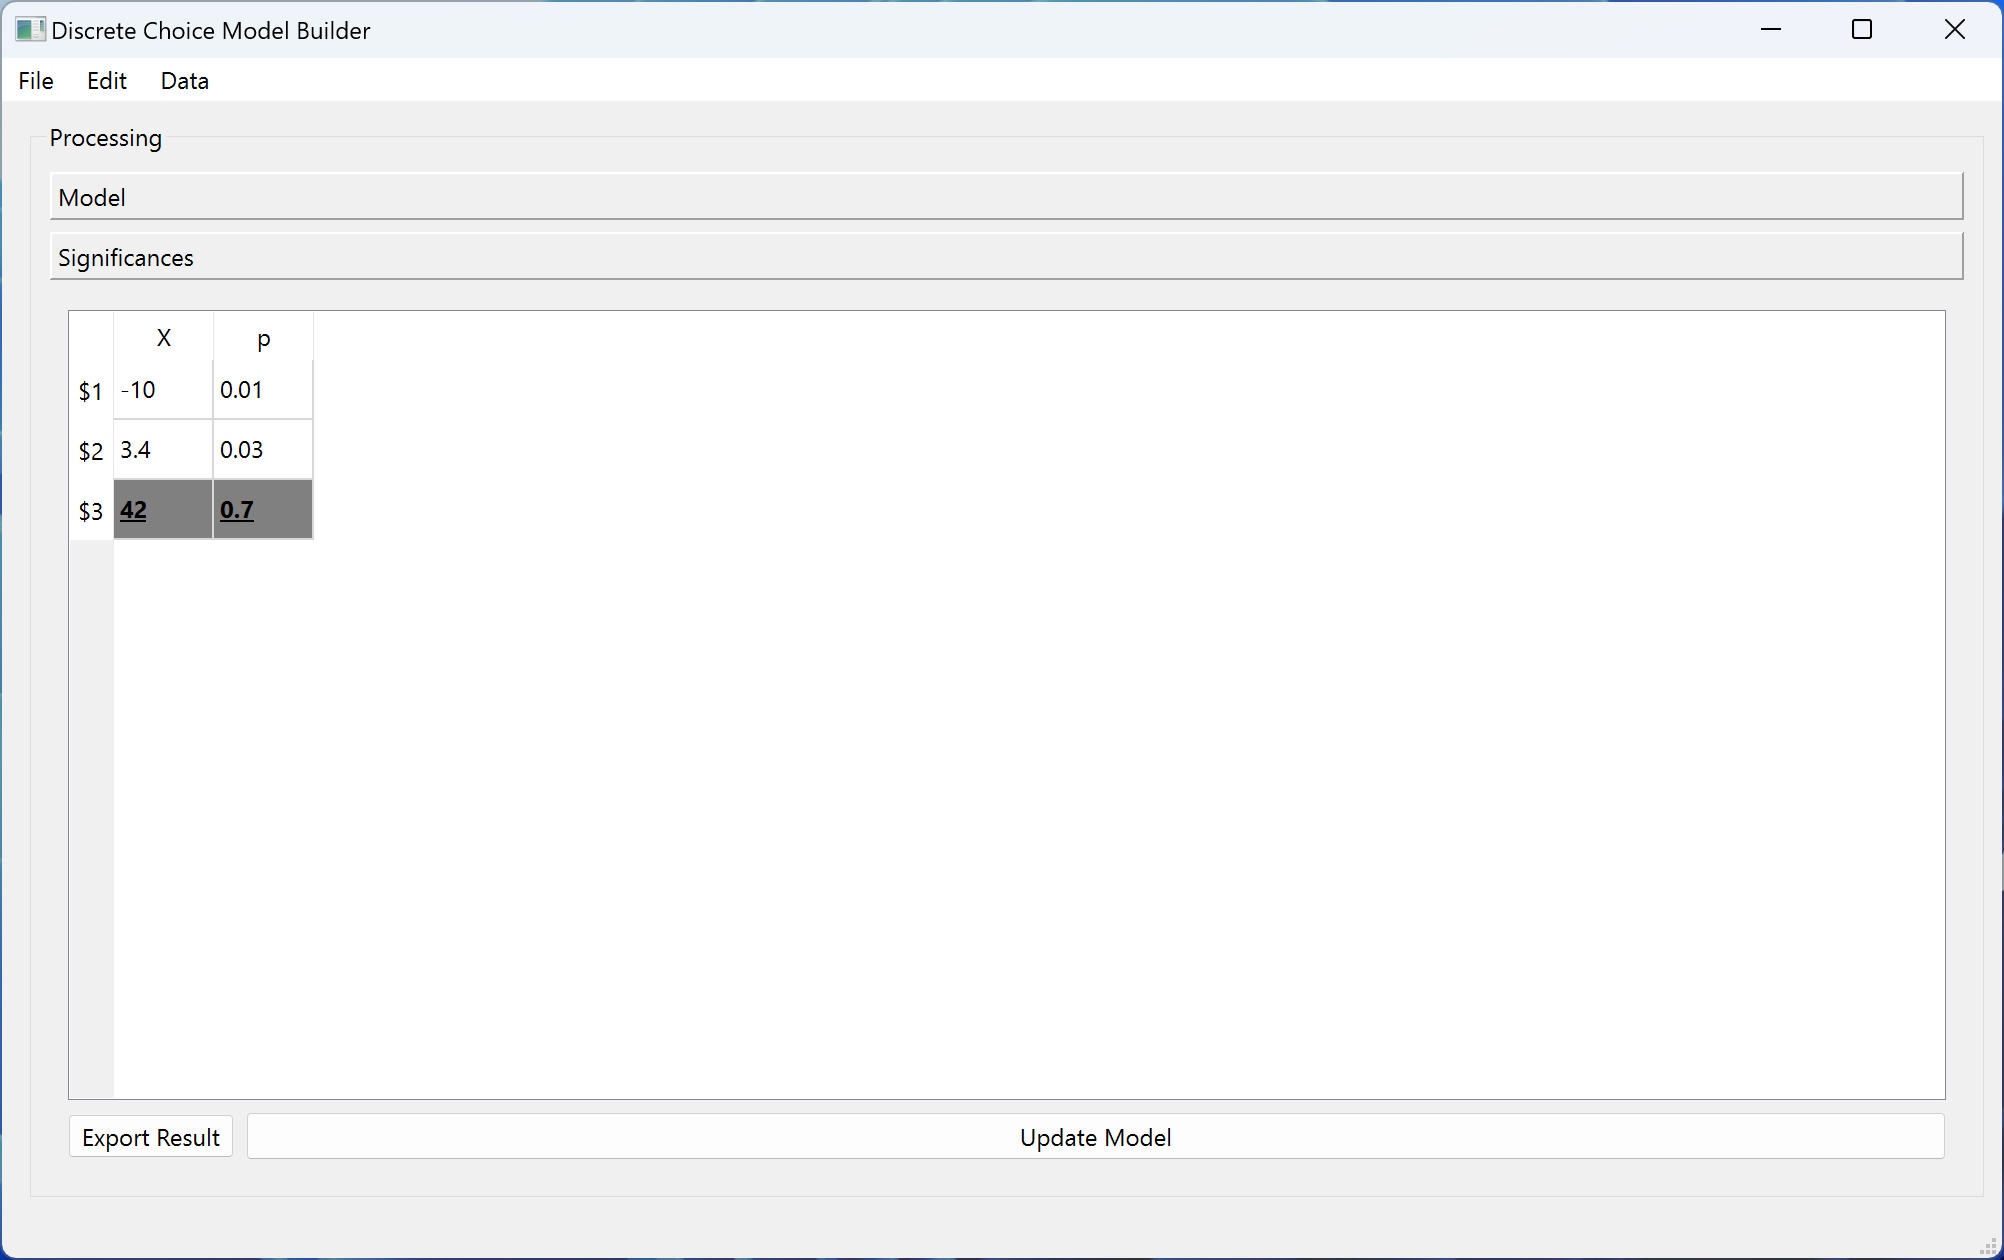 Discrete Choice Model Builder
File Edit Data
Processing
Model
Significances
X p
$1 -10 0.01
$2 3.4 0.03
$3 42 0.7
Export Result Update Model